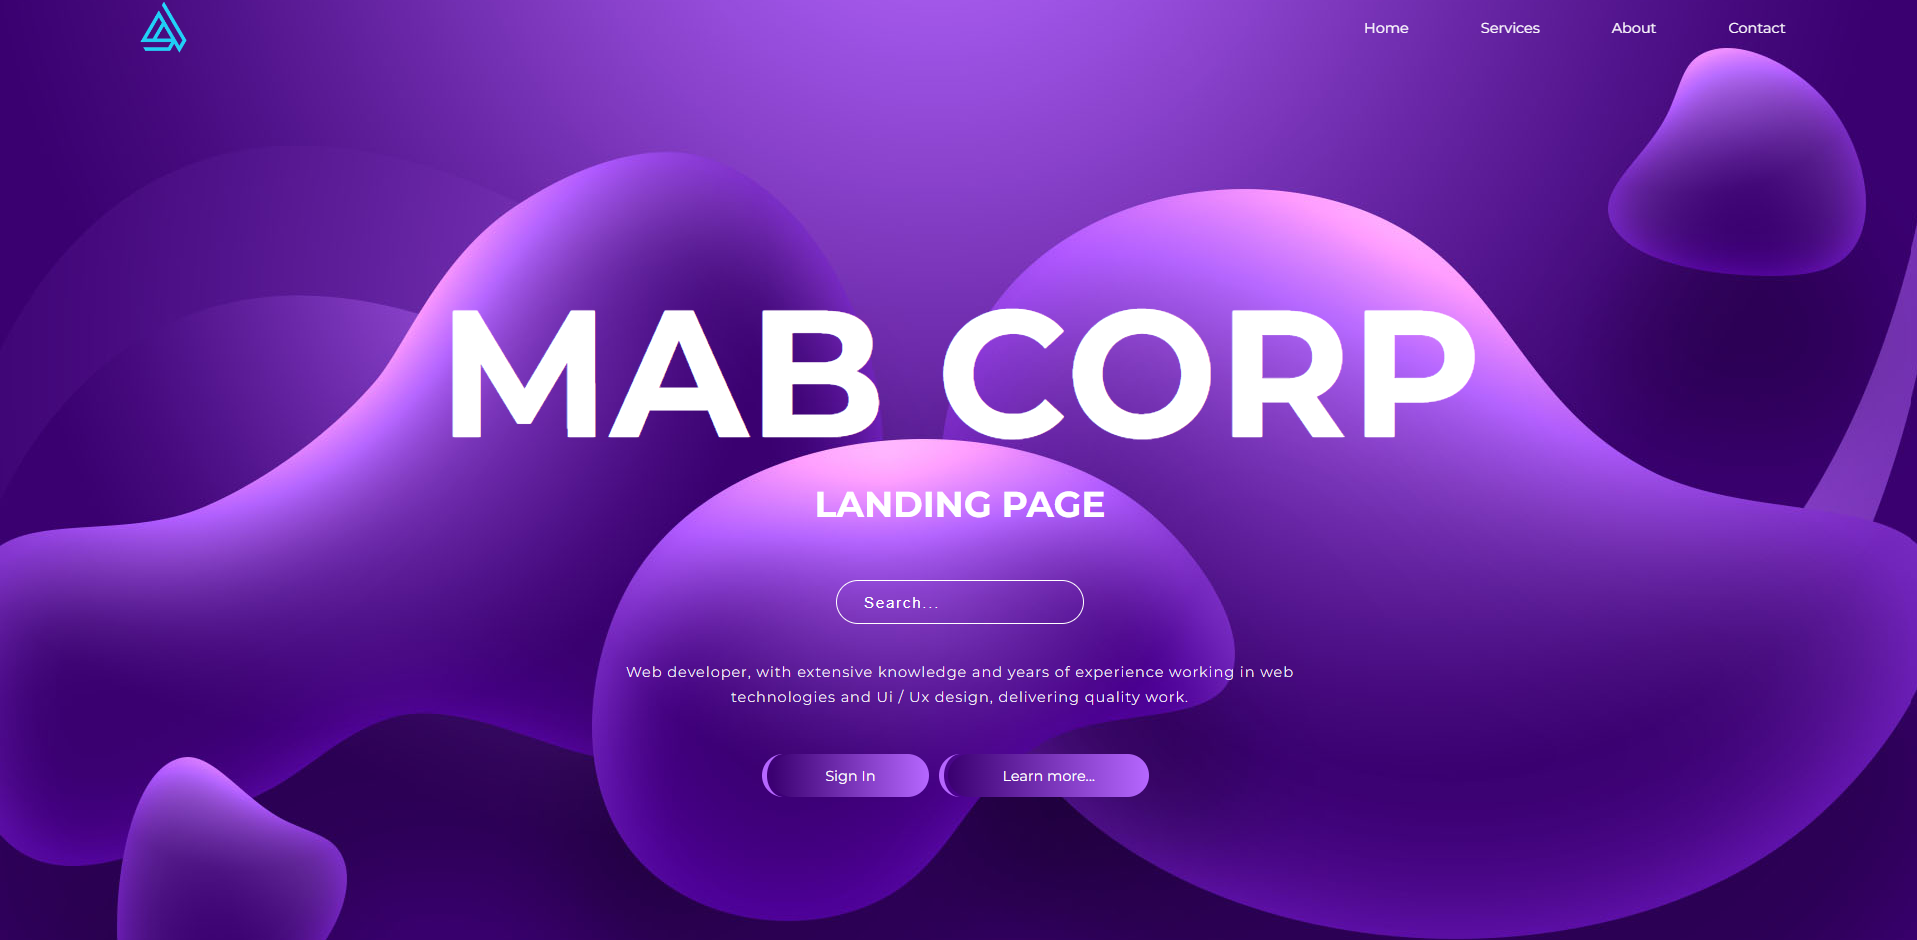 Home Services About Contact
MAB CORP
LANDING PAGE
Search...
Web developer, with extensive knowledge and years of experience working in web
technologies and Ui / Ux design, delivering quality work.
Sign In Learn more...